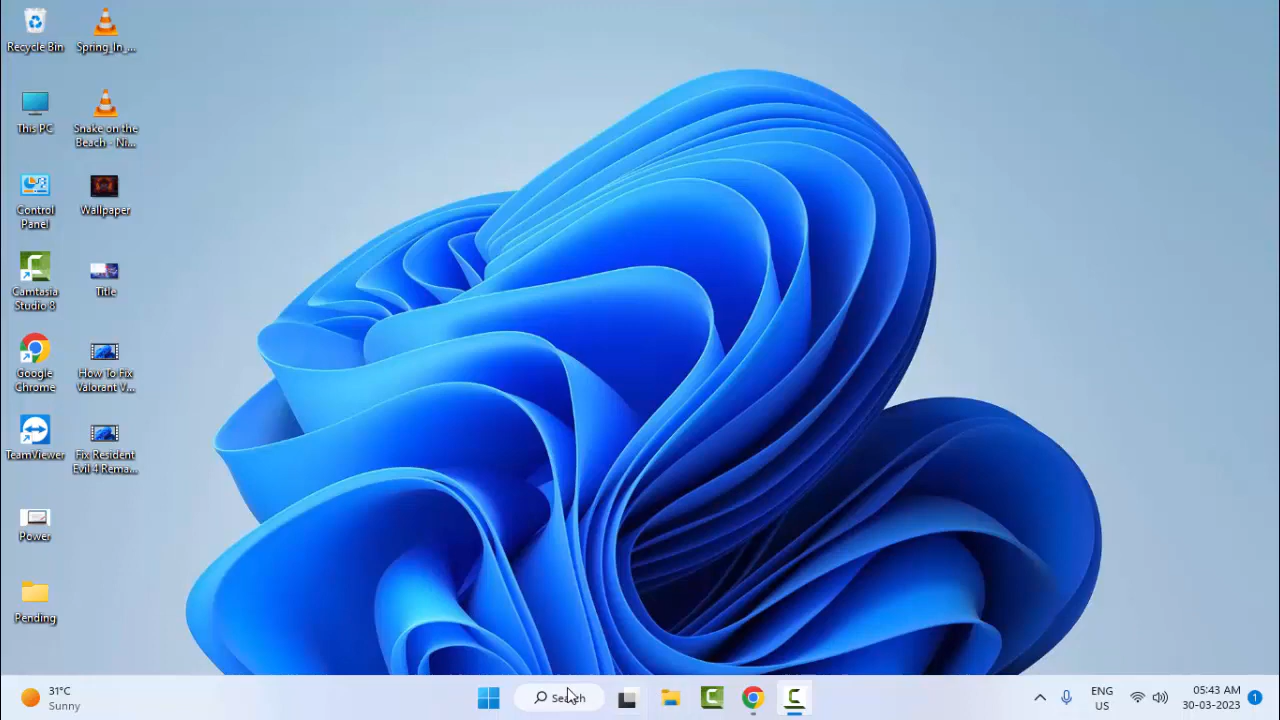 Recycle Bin
Spring_In_...
This PC
Snake on the
Beach - Ni...
Control
Panel
Wallpaper
Camtasia
Studio 8
Title
Google
Chrome
How To Fix
Valorant V...
TeamViewer
Fix Resident
Evil 4 Rema...
Power
Pending
31°C
Sunny
Search
ENG
US
05:43 AM
30-03-2023
1